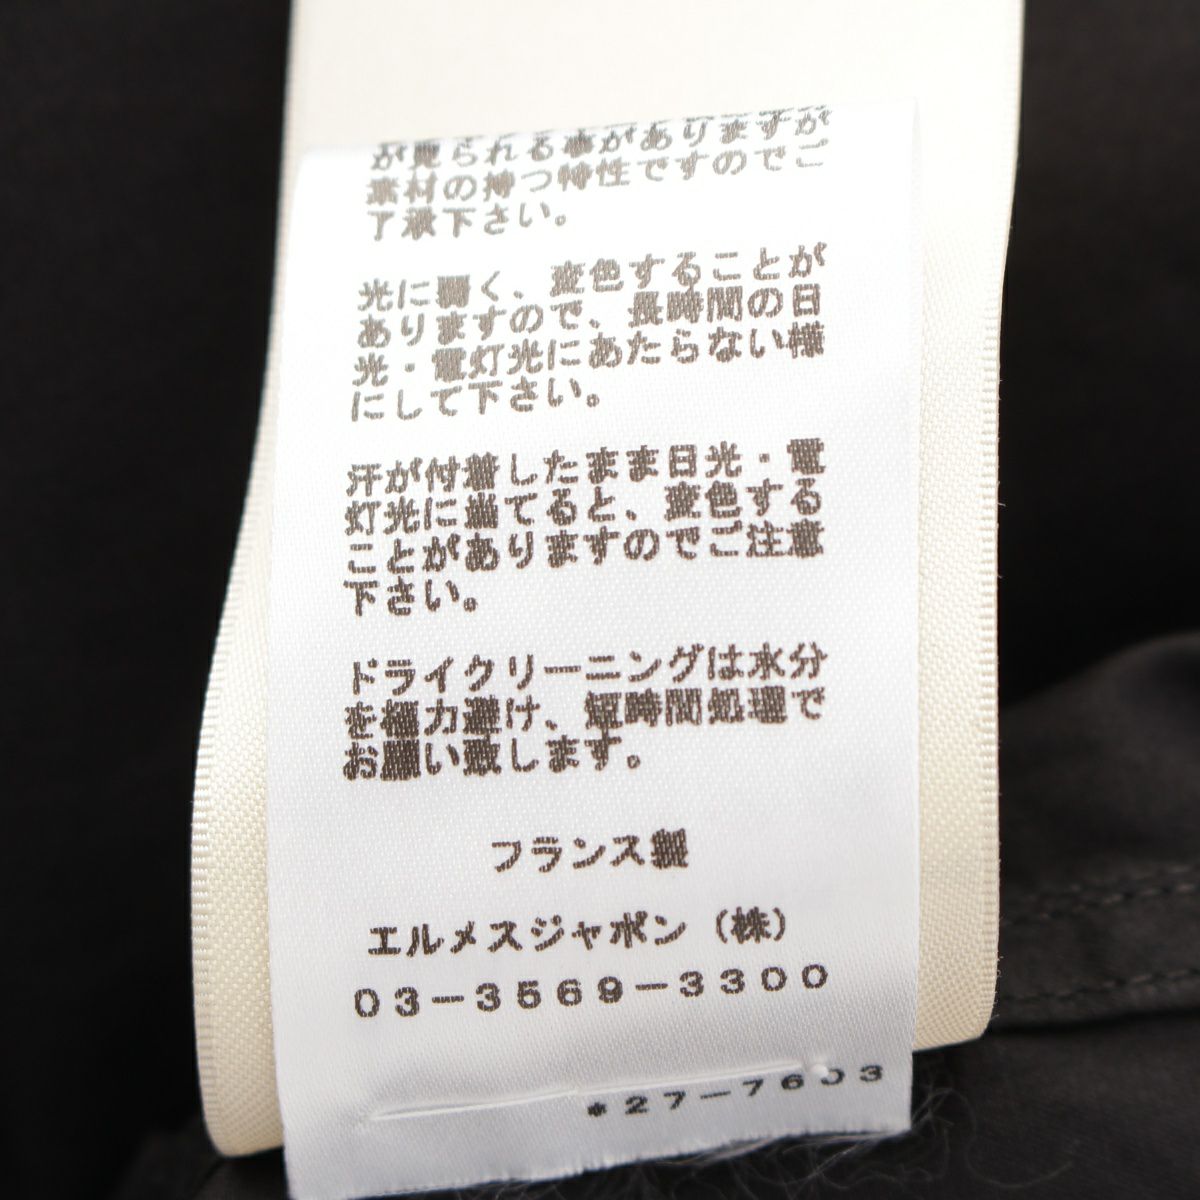 が見られる事がありますが
素材の持つ特性ですのでご
了承下さい。
光に弱く、変色することが
ありますので、長時間の日
光・電灯光にあたらない様
にして下さい。
汗が付着したまま日光・電
灯光に当てると、変色する
ことがありますのでご注意
下さい。
ドライクリーニングは水分
を極力避け、短時間処理で
お願い致します。
フランス製
エルメスジャポン（株）
03-3569-3300
*27-7603